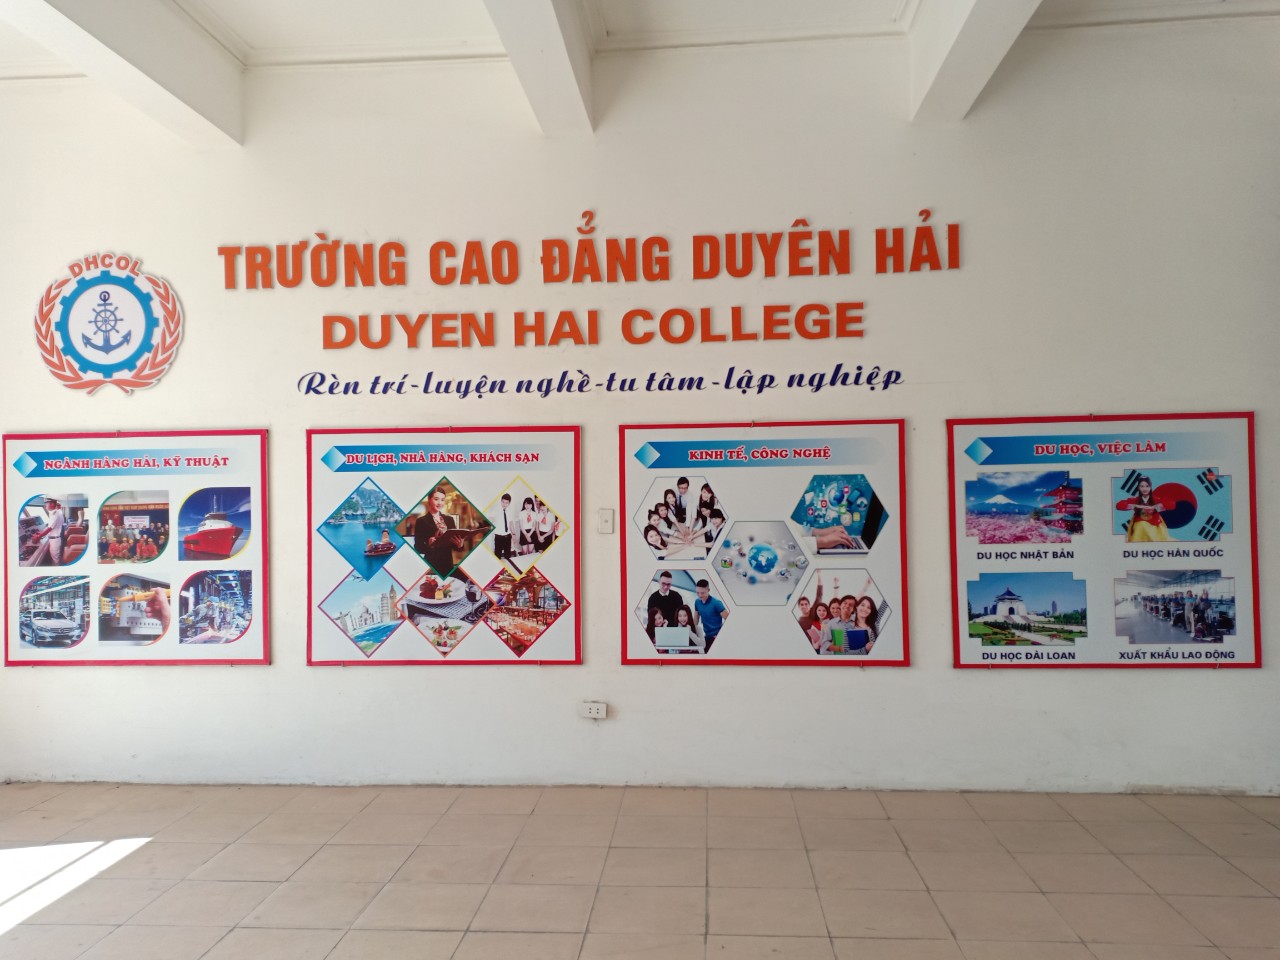 DHCOL
TRƯỜNG CAO ĐẲNG DUYÊN HẢI
DUYEN HAI COLLEGE
Rèn trí-luyện nghề-tu tâm-lập nghiệp
NGÀNH HÀNG HẢI, KỸ THUẬT
DU LỊCH, NHÀ HÀNG, KHÁCH SẠN
KINH TẾ, CÔNG NGHỆ
DU HỌC, VIỆC LÀM
DU HỌC NHẬT BẢN
DU HỌC HÀN QUỐC
DU HỌC ĐÀI LOAN
XUẤT KHẨU LAO ĐỘNG